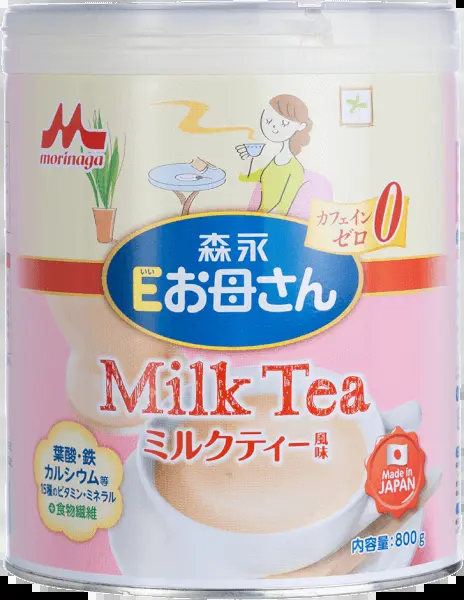 morinaga
カフェイン
ゼロ 0
森永
いい
Eお母さん
Milk Tea
ミルクティー風味
葉酸・鉄
カルシウム等
15種のビタミン・ミネラル
+食物繊維
Made in
JAPAN
内容量:800g